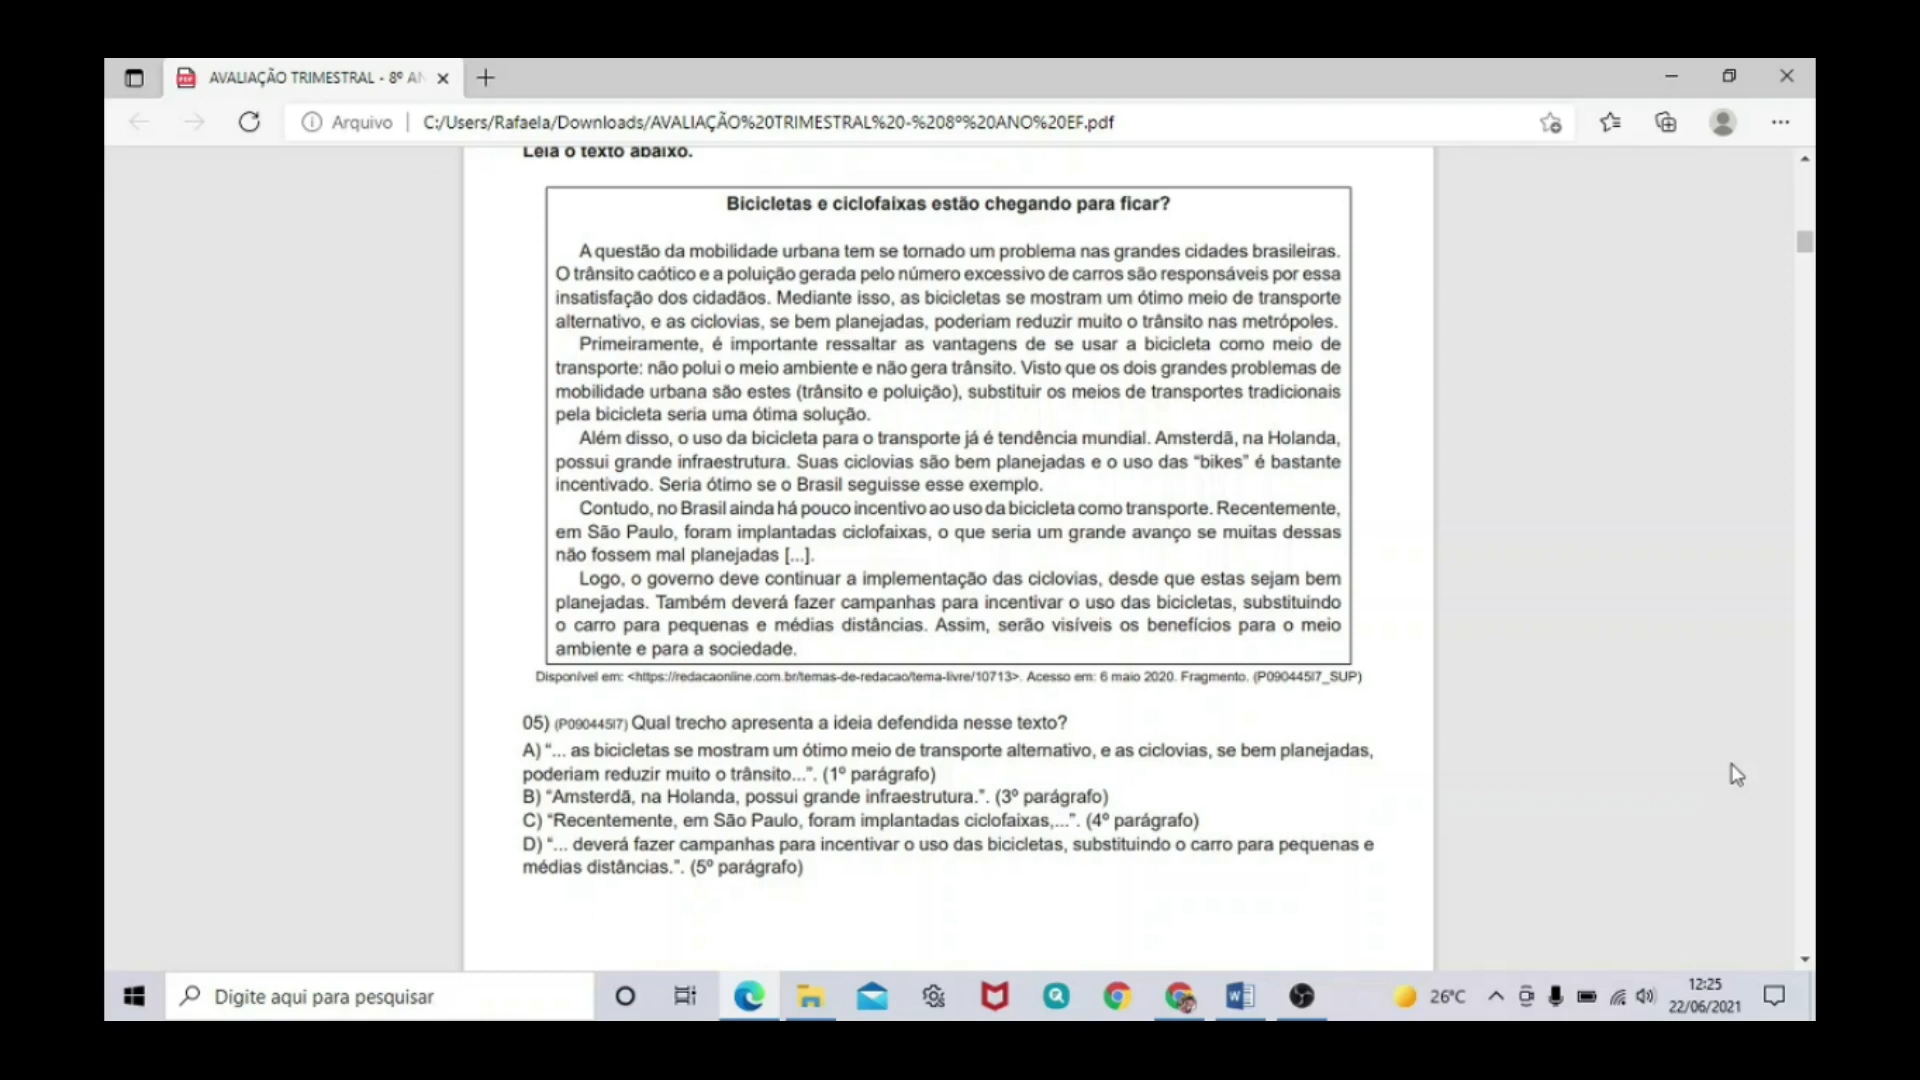 AVALIAÇÃO TRIMESTRAL - 8º AN
Arquivo
C:/Users/Rafaela/Downloads/AVALIAÇÃO%20TRIMESTRAL%20-%208º%20ANO%20EF.pdf
Leia o texto abaixo.
Bicicletas e ciclofaixas estão chegando para ficar?
A questão da mobilidade urbana tem se tornado um problema nas grandes cidades brasileiras.
O trânsito caótico e a poluição gerada pelo número excessivo de carros são responsáveis por essa
insatisfação dos cidadãos. Mediante isso, as bicicletas se mostram um ótimo meio de transporte
alternativo, e as ciclovias, se bem planejadas, poderiam reduzir muito o trânsito nas metrópoles.
Primeiramente, é importante ressaltar as vantagens de se usar a bicicleta como meio de
transporte: não polui o meio ambiente e não gera trânsito. Visto que os dois grandes problemas de
mobilidade urbana são estes (trânsito e poluição), substituir os meios de transportes tradicionais
pela bicicleta seria uma ótima solução.
Além disso, o uso da bicicleta para o transporte já é tendência mundial. Amsterdã, na Holanda,
possui grande infraestrutura. Suas ciclovias são bem planejadas e o uso das “bikes” é bastante
incentivado. Seria ótimo se o Brasil seguisse esse exemplo.
Contudo, no Brasil ainda há pouco incentivo ao uso da bicicleta como transporte. Recentemente,
em São Paulo, foram implantadas ciclofaixas, o que seria um grande avanço se muitas dessas
não fossem mal planejadas [...].
Logo, o governo deve continuar a implementação das ciclovias, desde que estas sejam bem
planejadas. Também deverá fazer campanhas para incentivar o uso das bicicletas, substituindo
o carro para pequenas e médias distâncias. Assim, serão visíveis os benefícios para o meio
ambiente e para a sociedade.
Disponível em: <https://redacaonline.com.br/temas-de-redacao/tema-livre/10713>. Acesso em: 6 maio 2020. Fragmento. (P090445I7_SUP)
05) (P090445I7) Qual trecho apresenta a ideia defendida nesse texto?
A) “... as bicicletas se mostram um ótimo meio de transporte alternativo, e as ciclovias, se bem planejadas,
poderiam reduzir muito o trânsito...”. (1º parágrafo)
B) “Amsterdã, na Holanda, possui grande infraestrutura.”. (3º parágrafo)
C) “Recentemente, em São Paulo, foram implantadas ciclofaixas,...”. (4º parágrafo)
D) “... deverá fazer campanhas para incentivar o uso das bicicletas, substituindo o carro para pequenas e
médias distâncias.”. (5º parágrafo)
Digite aqui para pesquisar
26°C
12:25
22/06/2021